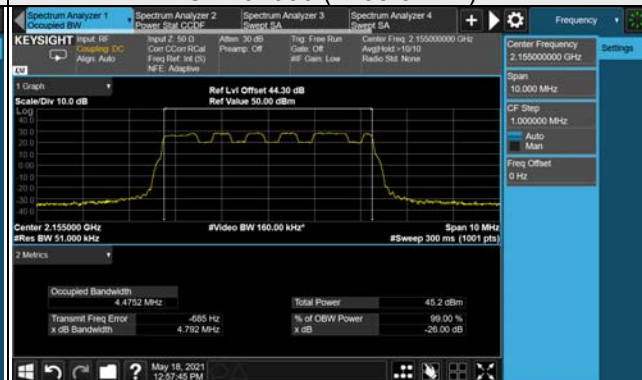 Spectrum Analyzer 1
Occupied BW
Spectrum Analyzer 2
Power Stat CCDF
Spectrum Analyzer 3
Swept SA
Spectrum Analyzer 4
Swept SA
+
Frequency
KEYSIGHT
Input: RF
Coupling: DC
Align: Auto
Input Z: 50 Ω
Corr CCorr RCal
Freq Ref: Int (S)
NFE: Adaptive
Atten: 30 dB
Preamp: Off
Trig: Free Run
Gate: Off
#IF Gain: Low
Center Freq: 2.155000000 GHz
Avg|Hold:>10/10
Radio Std: None
LXI
Center Frequency
2.155000000 GHz
Settings
Span
10.000 MHz
CF Step
1.000000 MHz
Auto
Man
Freq Offset
0 Hz
1 Graph
Scale/Div 10.0 dB
Ref Lvl Offset 44.30 dB
Ref Value 50.00 dBm
Log
40.0
30.0
20.0
10.0
0.00
-10.0
-20.0
-30.0
-40.0
Center 2.155000 GHz
#Video BW 160.00 kHz*
Span 10 MHz
#Res BW 51.000 kHz
#Sweep 300 ms (1001 pts)
2 Metrics
Occupied Bandwidth
4.4752 MHz
Total Power
45.2 dBm
Transmit Freq Error
-685 Hz
% of OBW Power
99.00 %
x dB Bandwidth
4.792 MHz
x dB
-26.00 dB
?
May 18, 2021
12:57:45 PM